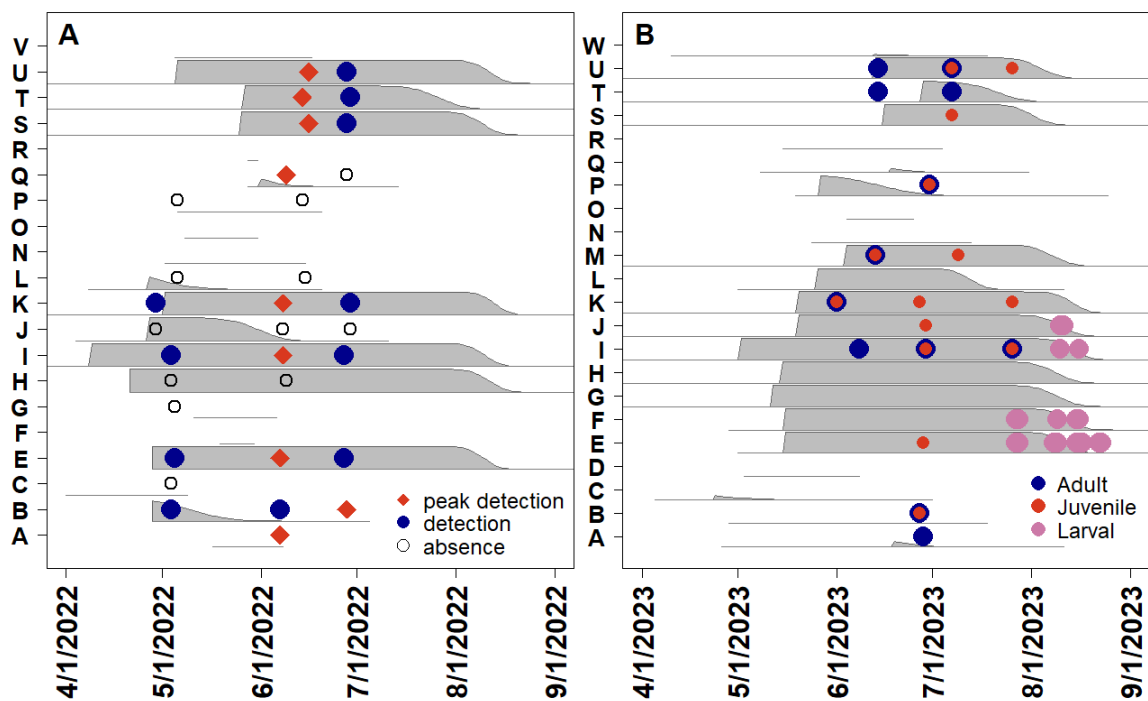 A
V
U
T
S
R
Q
P
O
N
L
K
J
I
H
G
F
E
C
B
A
peak detection
detection
absence
4/1/2022
5/1/2022
6/1/2022
7/1/2022
8/1/2022
9/1/2022
B
W
U
T
S
R
Q
P
O
N
M
L
K
J
I
H
G
F
E
D
C
B
A
Adult
Juvenile
Larval
4/1/2023
5/1/2023
6/1/2023
7/1/2023
8/1/2023
9/1/2023